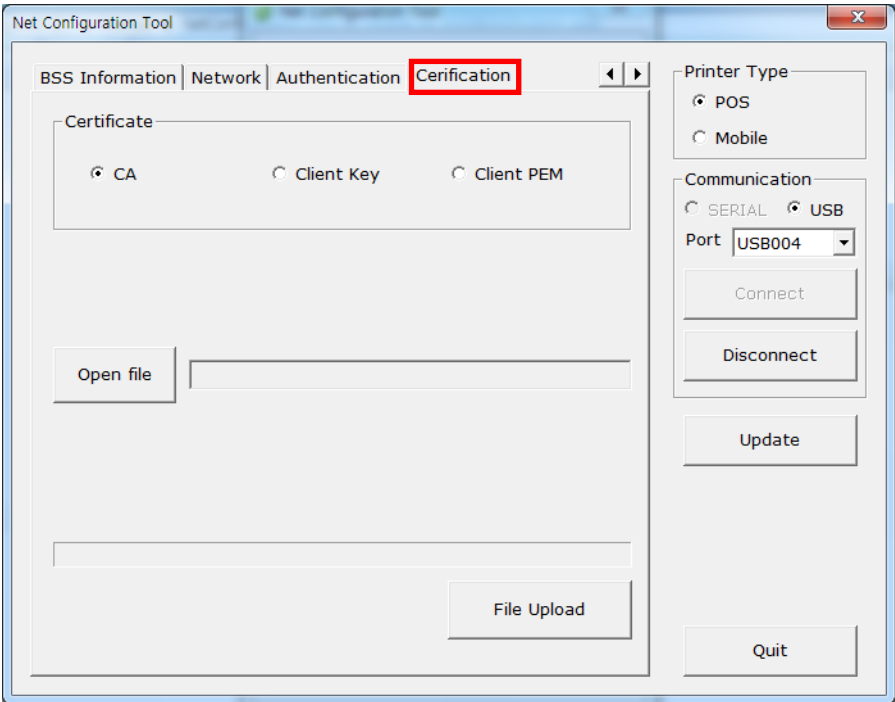 Net Configuration Tool
BSS Information Network Authentication Cerification
Certificate
CA Client Key Client PEM
Open file
File Upload
Printer Type
POS
Mobile
Communication
SERIAL USB
Port USB004
Connect
Disconnect
Update
Quit